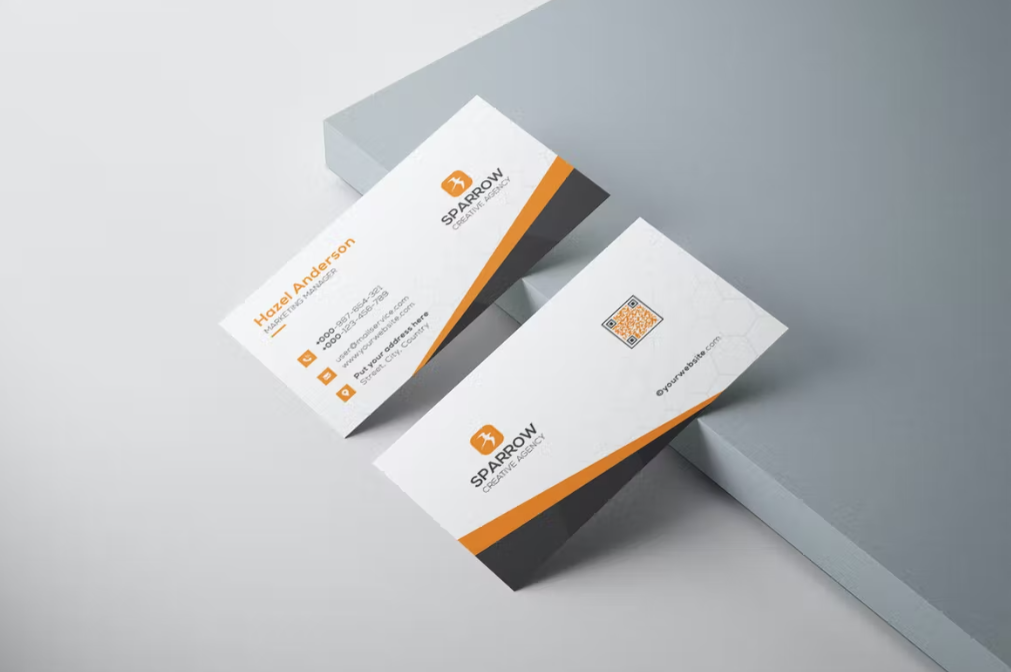 SPARROW
CREATIVE AGENCY
Hazel Anderson
MARKETING MANAGER
+000-987-654-321
+000-123-456-789
user@mailservice.com
www.yourwebsite.com
Put your address here
Street, City, Country
©yourwebsite.com
SPARROW
CREATIVE AGENCY